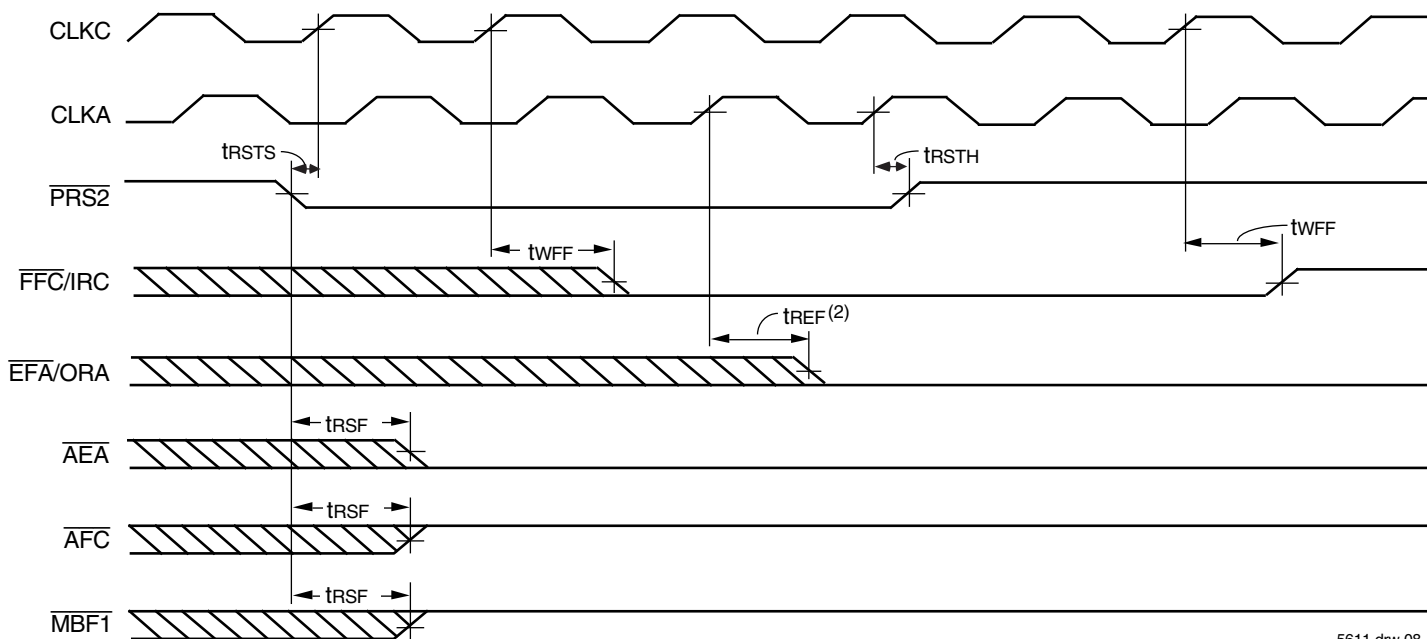 CLKC
CLKA
tRSTS
tRSTH
PRS2
tWFF
tWFF
FFC/IRC
tREF(2)
EFA/ORA
tRSF
AEA
tRSF
AFC
tRSF
MBF1
5611 drw 08